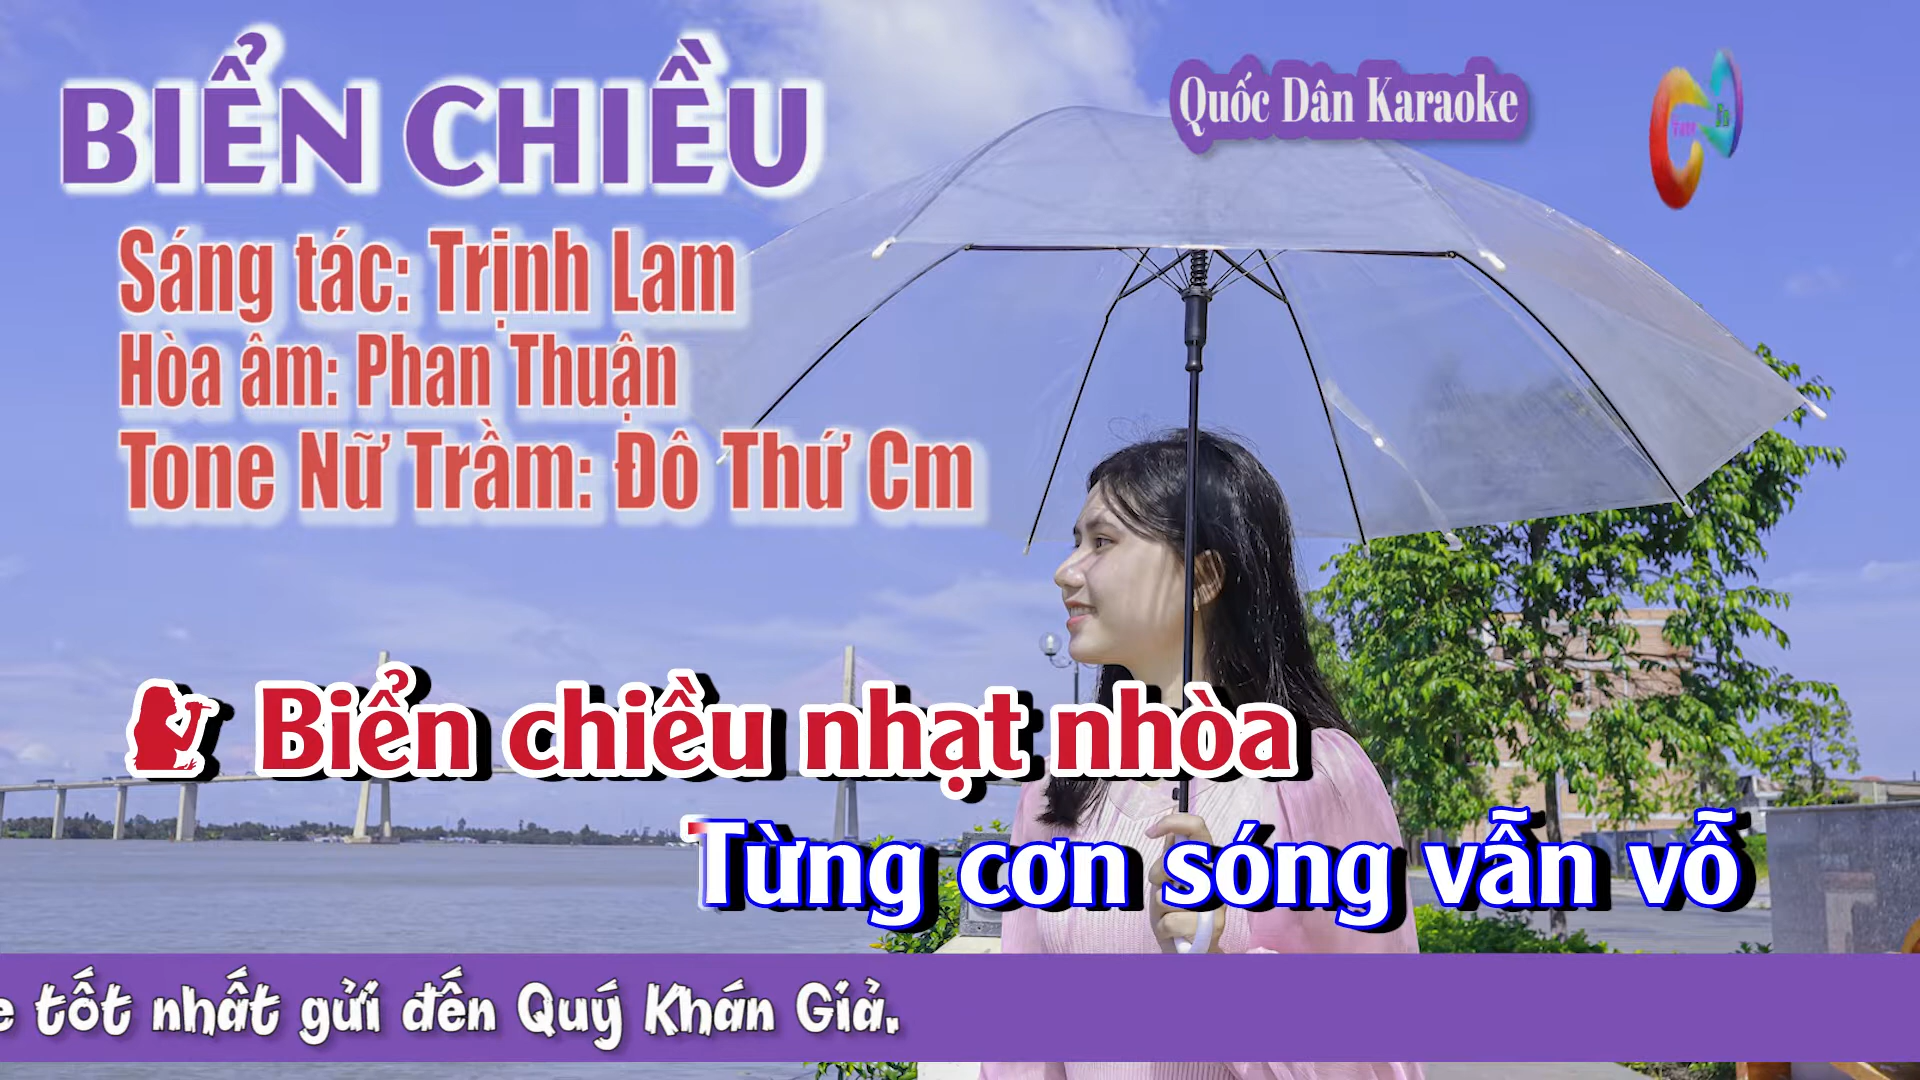 BIỂN CHIỀU
Quốc Dân Karaoke
Sáng tác: Trịnh Lam
Hòa âm: Phan Thuận
Tone Nữ Trầm: Đô Thứ Cm
Biển chiều nhạt nhòa
Từng cơn sóng vẫn vỗ
tốt nhất gửi đến Quý Khán Giả.